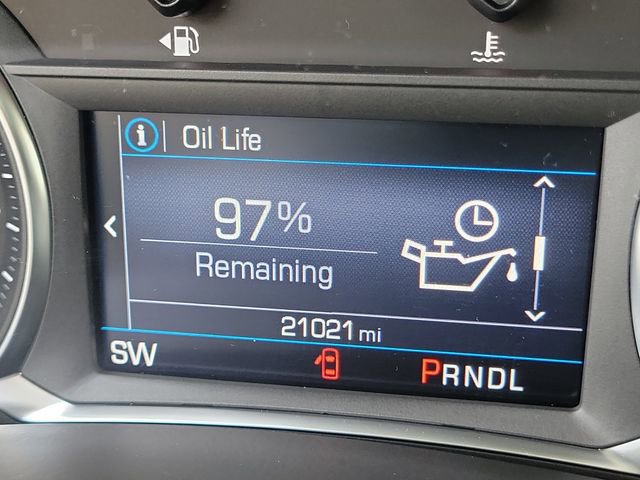 i Oil Life
97%
Remaining
21021 mi
SW PRNDL